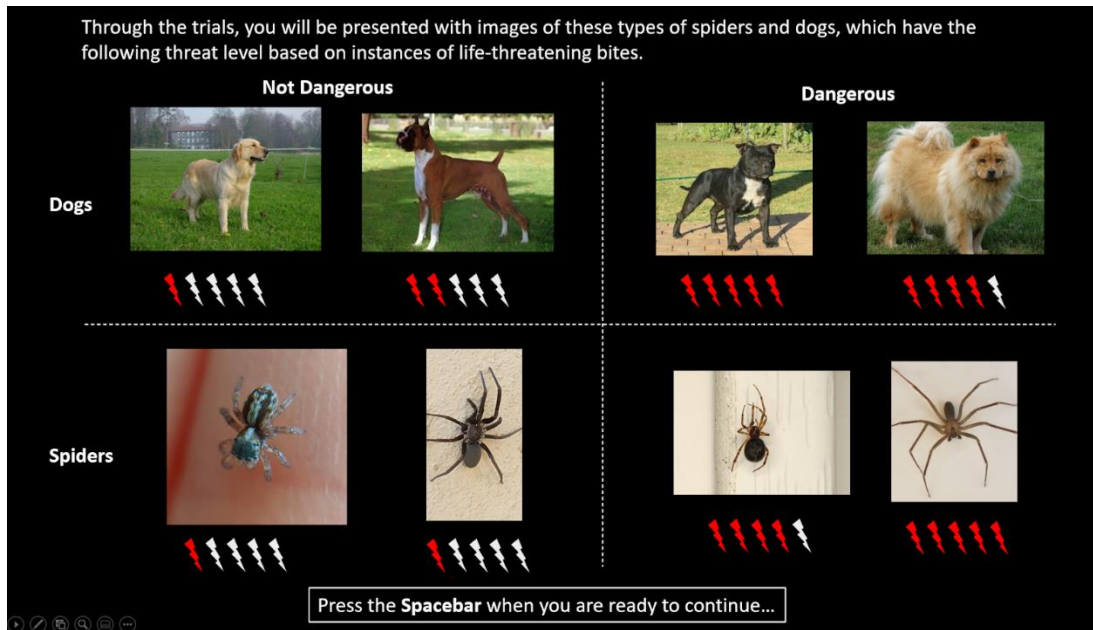 Through the trials, you will be presented with images of these types of spiders and dogs, which have the
following threat level based on instances of life-threatening bites.
Not Dangerous
Dangerous
Dogs
Spiders
Press the Spacebar when you are ready to continue...